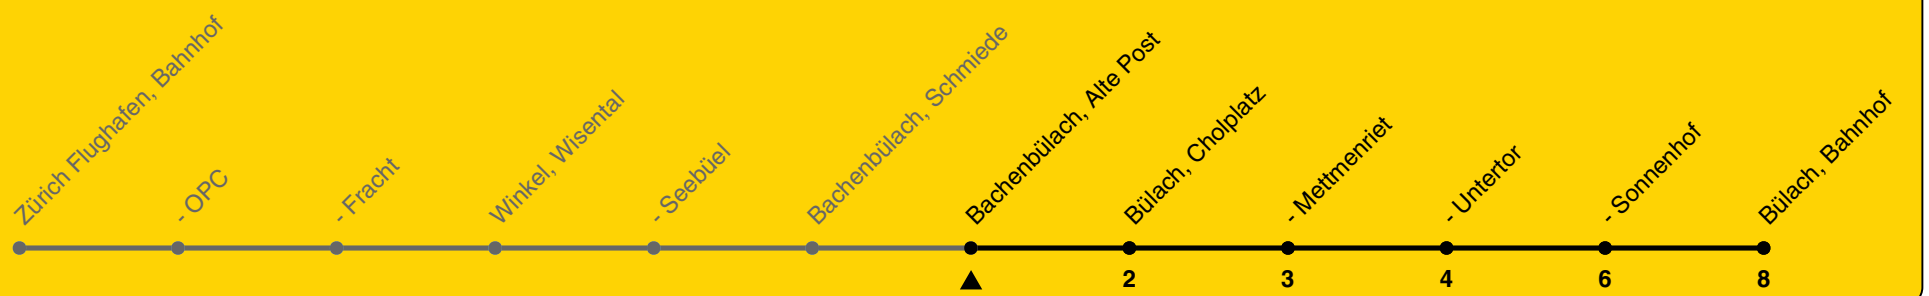 Zürich Flughafen, Bahnhof
- OPC
- Fracht
Winkel, Wisental
- Seebüel
Bachenbülach, Schmiede
Bachenbülach, Alte Post
Bülach, Cholplatz
- Mettmenriet
- Untertor
- Sonnenhof
Bülach, Bahnhof
2
3
4
6
8